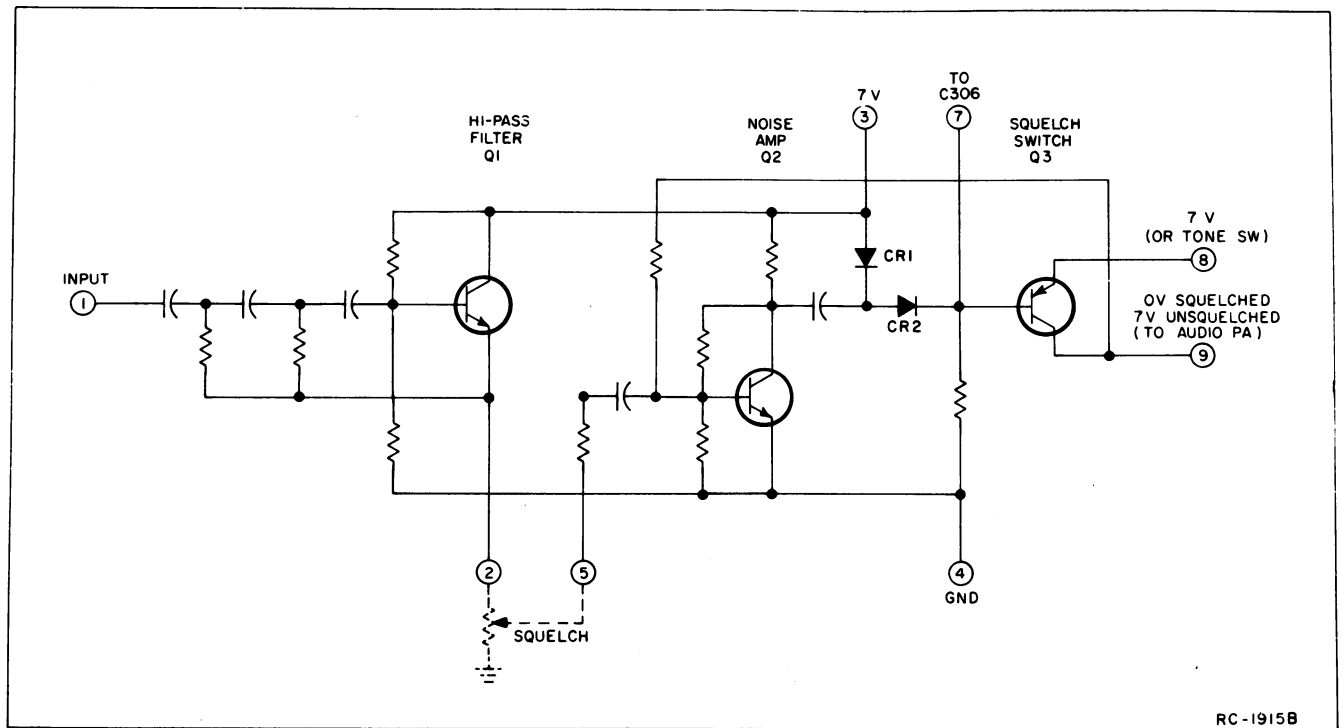 HI-PASS
FILTER
Q1
NOISE
AMP
Q2
7 V
3
TO
C306
7
SQUELCH
SWITCH
Q3
7 V
(OR TONE SW)
8
CR1
INPUT
1
CR2
0V SQUELCHED
7V UNSQUELCHED
(TO AUDIO PA)
9
2
5
4
GND
SQUELCH
RC-1915B